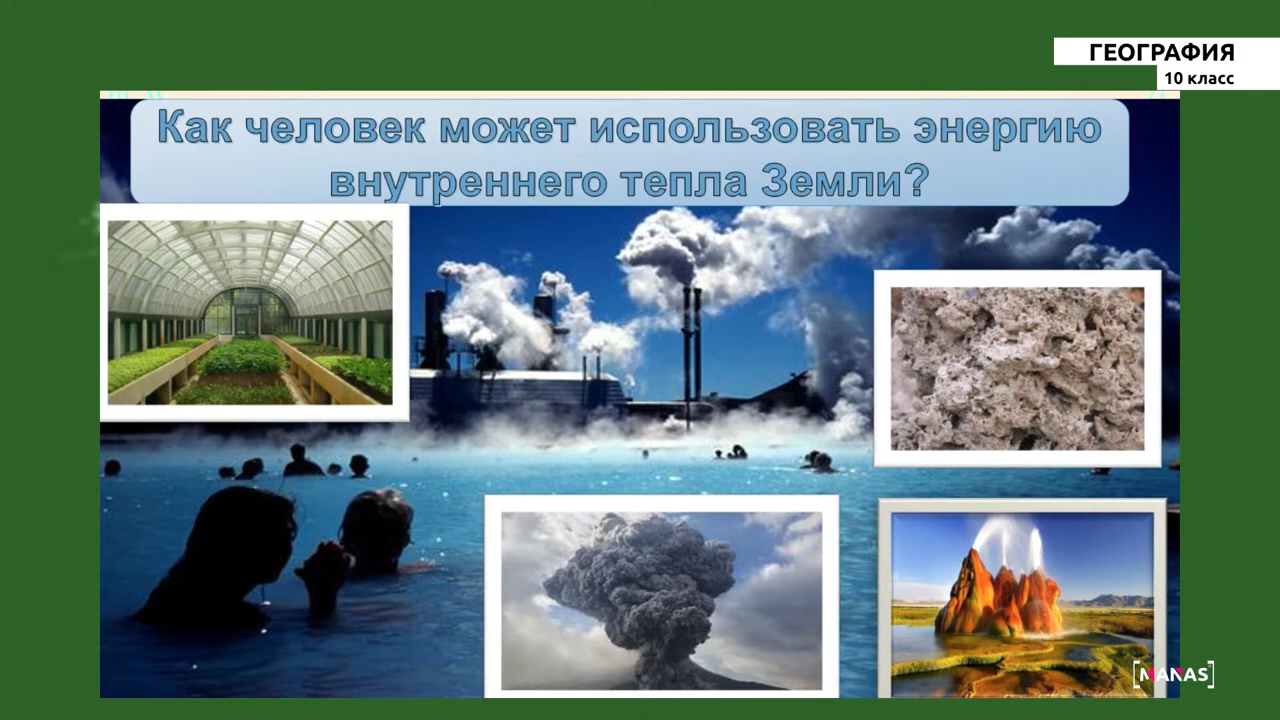 ГЕОГРАФИЯ
10 класс
Как человек может использовать энергию
внутреннего тепла Земли?
[MANAS]